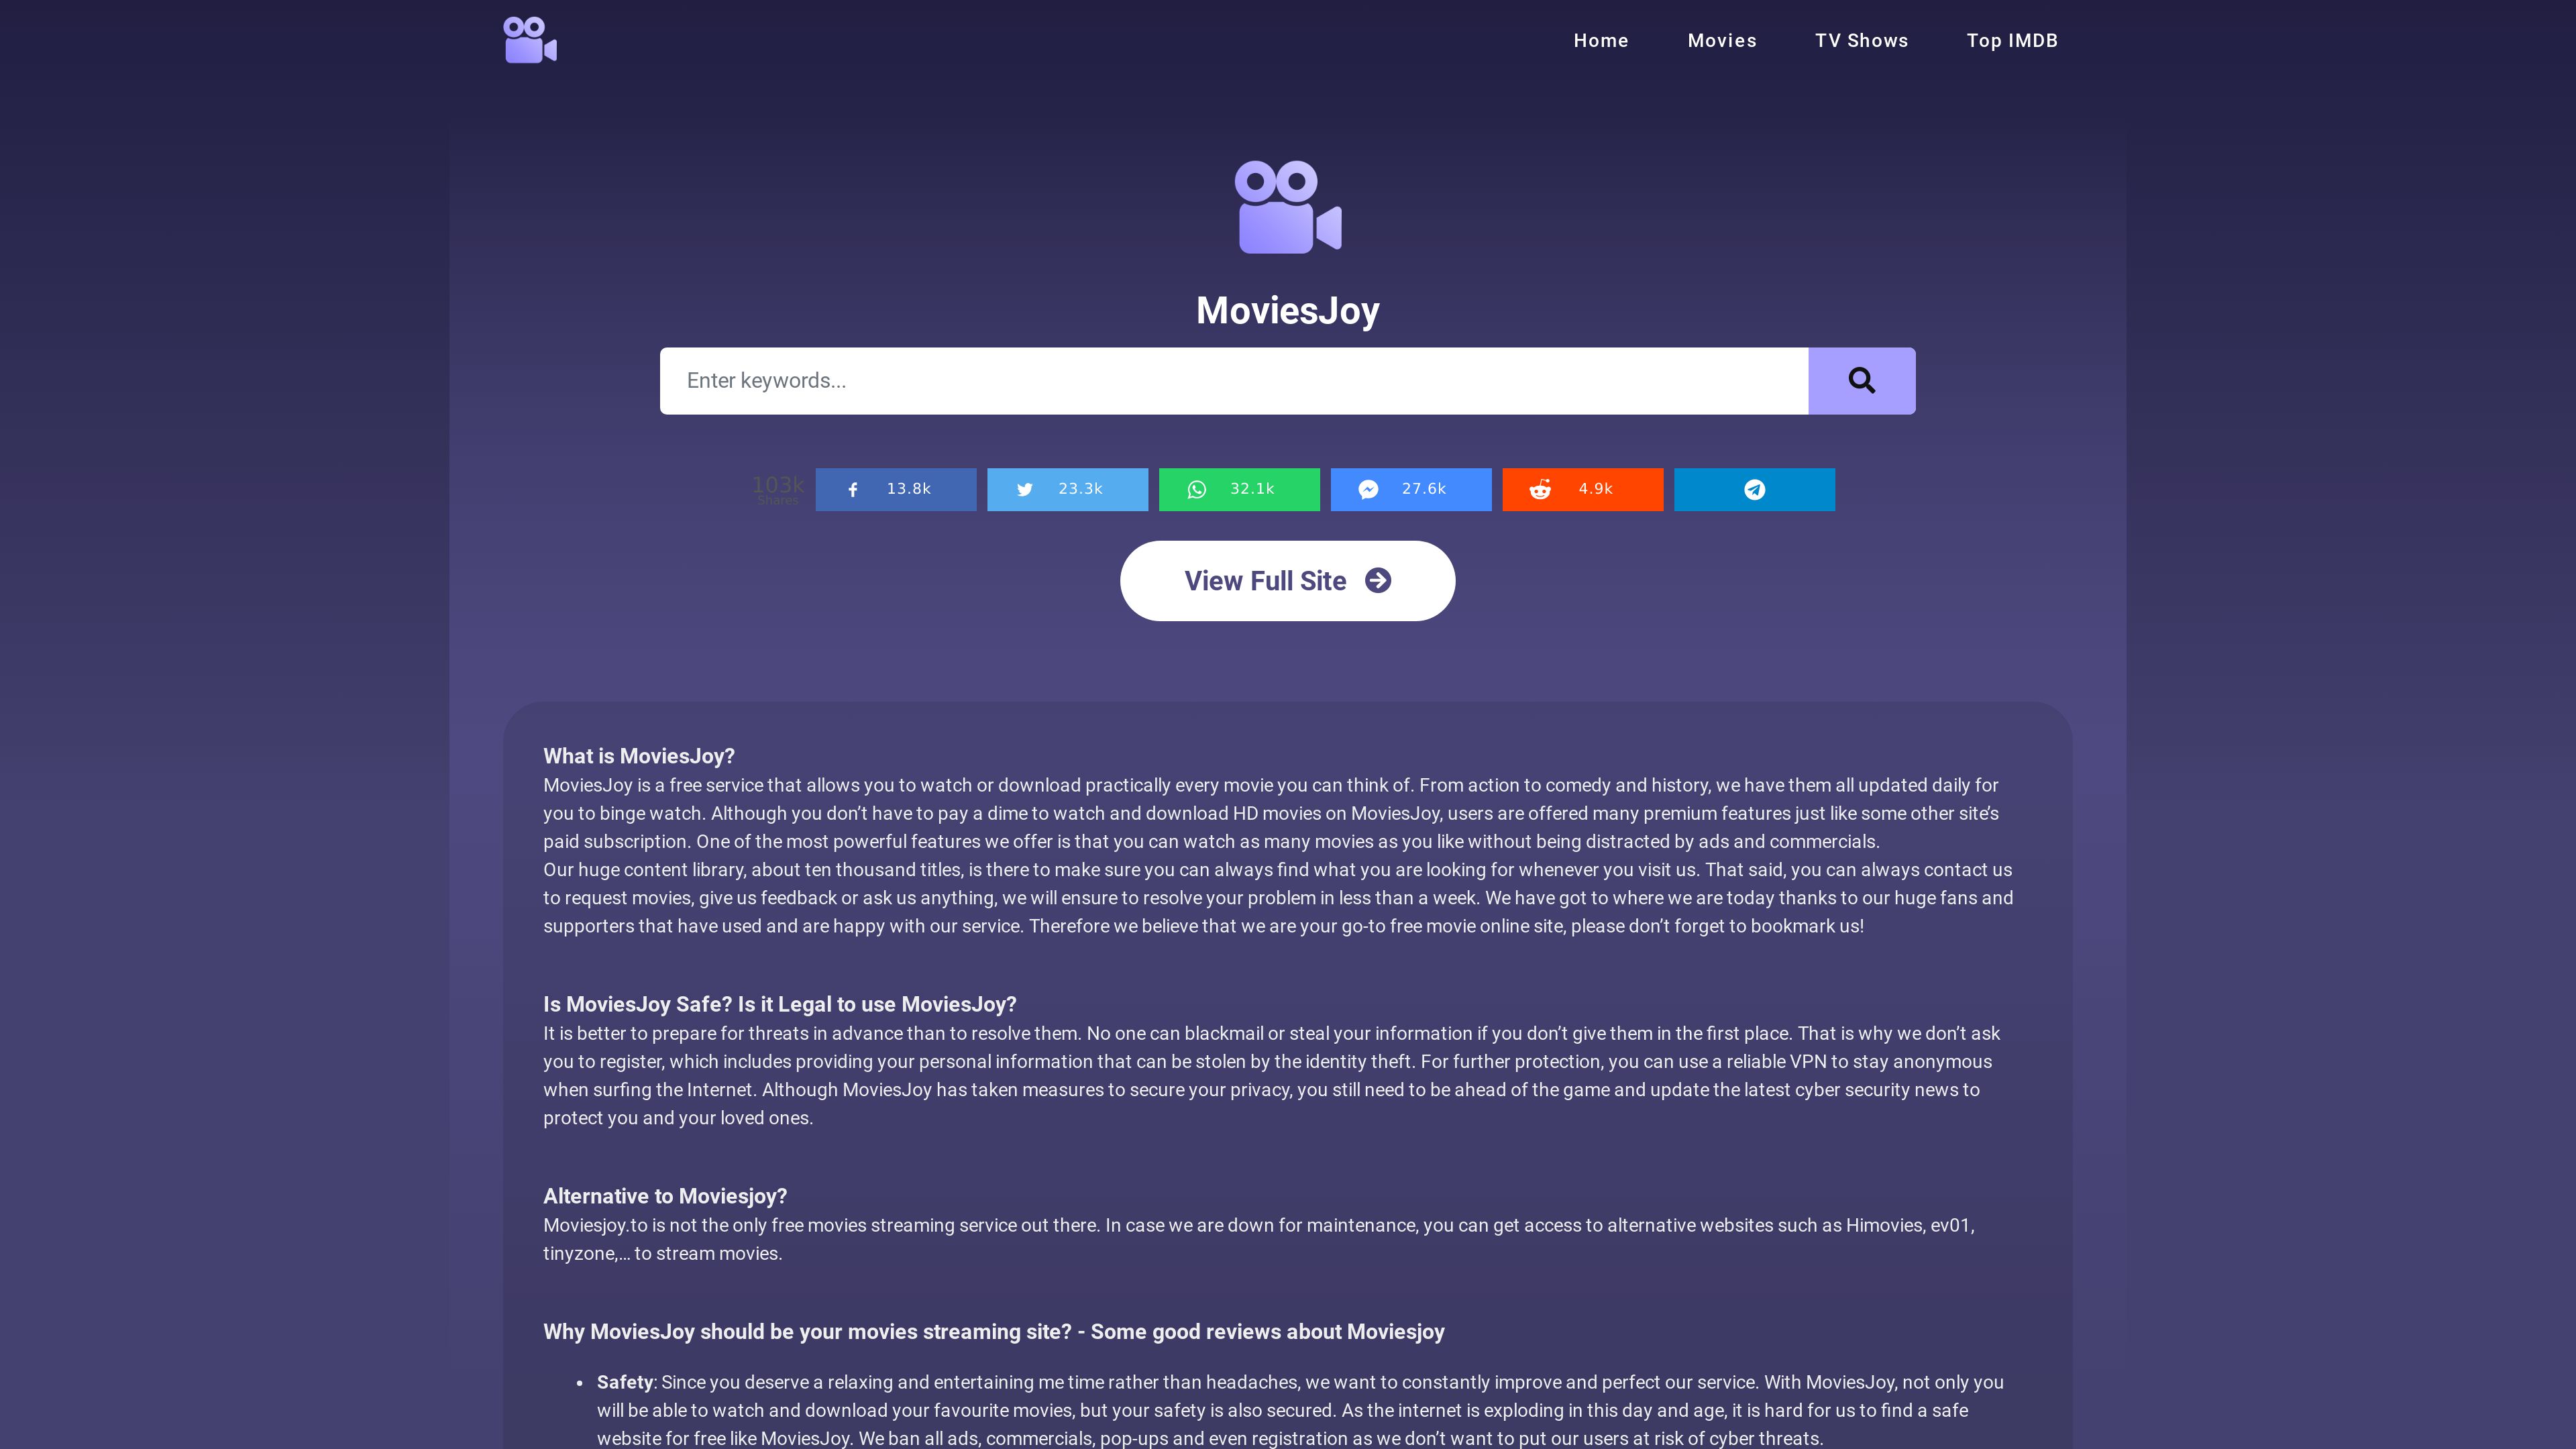 Home Movies TV Shows Top IMDB
MoviesJoy
Enter keywords...
103k
Shares
13.8k 23.3k 32.1k 27.6k 4.9k
View Full Site
What is MoviesJoy?
MoviesJoy is a free service that allows you to watch or download practically every movie you can think of. From action to comedy and history, we have them all updated daily for
you to binge watch. Although you don’t have to pay a dime to watch and download HD movies on MoviesJoy, users are offered many premium features just like some other site’s
paid subscription. One of the most powerful features we offer is that you can watch as many movies as you like without being distracted by ads and commercials.
Our huge content library, about ten thousand titles, is there to make sure you can always find what you are looking for whenever you visit us. That said, you can always contact us
to request movies, give us feedback or ask us anything, we will ensure to resolve your problem in less than a week. We have got to where we are today thanks to our huge fans and
supporters that have used and are happy with our service. Therefore we believe that we are your go-to free movie online site, please don’t forget to bookmark us!
Is MoviesJoy Safe? Is it Legal to use MoviesJoy?
It is better to prepare for threats in advance than to resolve them. No one can blackmail or steal your information if you don’t give them in the first place. That is why we don’t ask
you to register, which includes providing your personal information that can be stolen by the identity theft. For further protection, you can use a reliable VPN to stay anonymous
when surfing the Internet. Although MoviesJoy has taken measures to secure your privacy, you still need to be ahead of the game and update the latest cyber security news to
protect you and your loved ones.
Alternative to Moviesjoy?
Moviesjoy.to is not the only free movies streaming service out there. In case we are down for maintenance, you can get access to alternative websites such as Himovies, ev01,
tinyzone,... to stream movies.
Why MoviesJoy should be your movies streaming site? - Some good reviews about Moviesjoy
• Safety: Since you deserve a relaxing and entertaining me time rather than headaches, we want to constantly improve and perfect our service. With MoviesJoy, not only you
will be able to watch and download your favourite movies, but your safety is also secured. As the internet is exploding in this day and age, it is hard for us to find a safe
website for free like MoviesJoy. We ban all ads, commercials, pop-ups and even registration as we don’t want to put our users at risk of cyber threats.